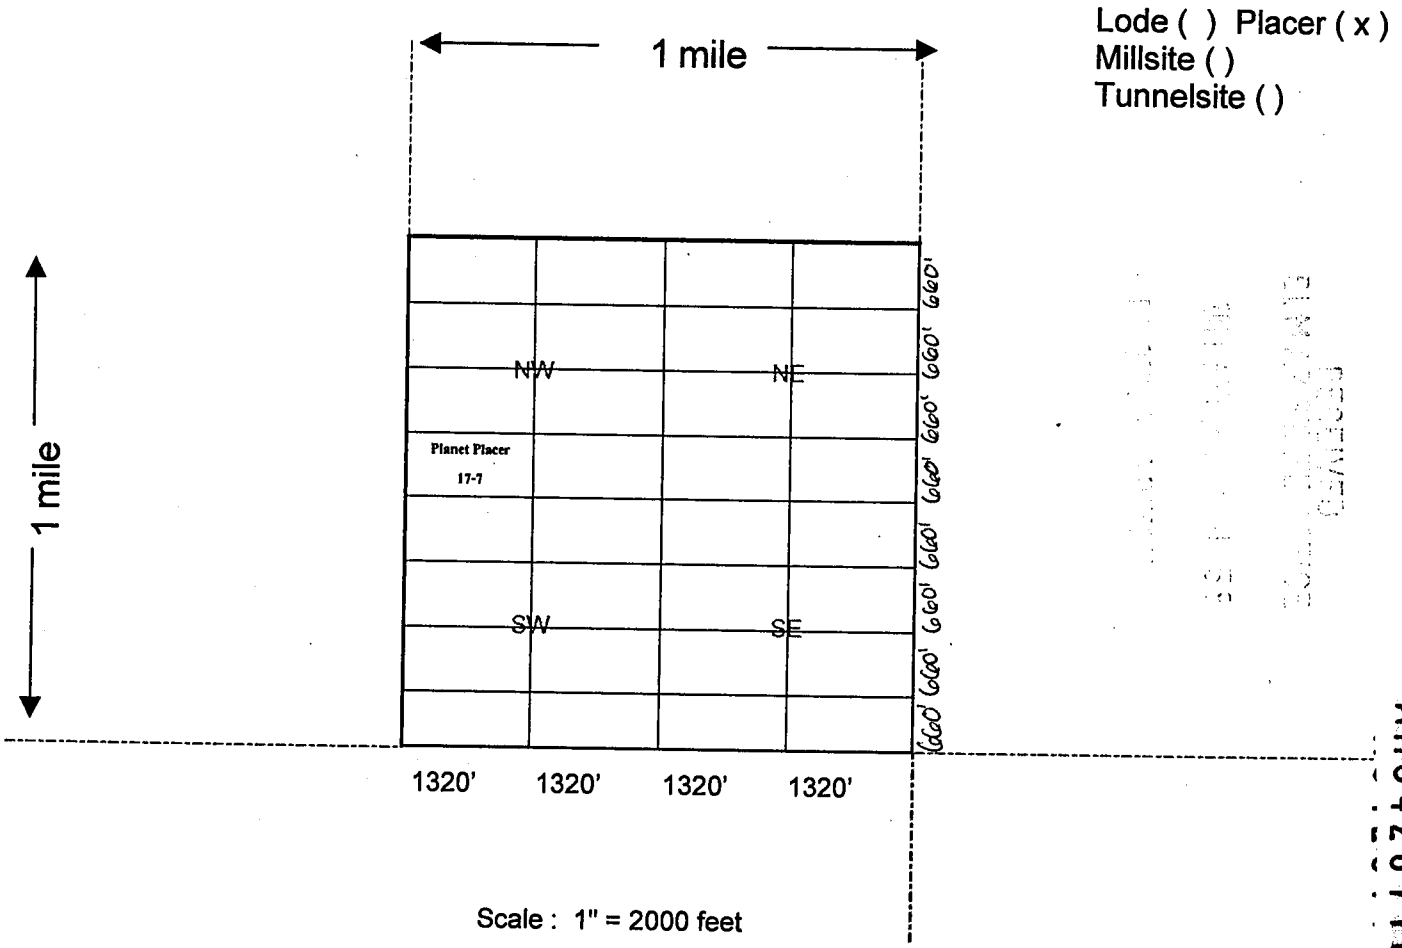 Lode ( ) Placer ( x )
Millsite ( )
Tunnelsite ( )
1 mile
1 mile
NW
NE
Planet Placer
17-7
SW
SE
660'
660'
660'
660'
660'
660'
660'
660'
1320' 1320' 1320' 1320'
Scale : 1" = 2000 feet
RECEIVED